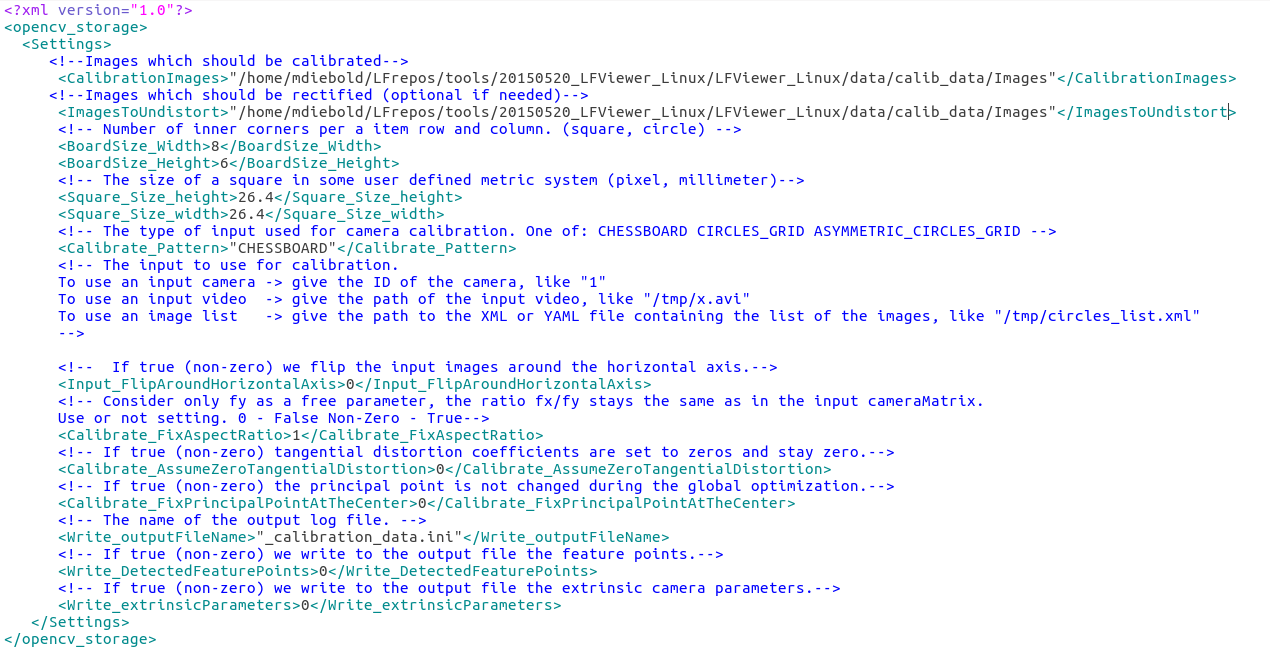 <?xml version="1.0"?>
<opencv_storage>
<Settings>
<!--Images which should be calibrated-->
<CalibrationImages>"/home/mdiebold/LFrepos/tools/20150520_LFViewer_Linux/LFViewer_Linux/data/calib_data/Images"</CalibrationImages>
<!--Images which should be rectified (optional if needed)-->
<ImagesToUndistort>"/home/mdiebold/LFrepos/tools/20150520_LFViewer_Linux/LFViewer_Linux/data/calib_data/Images"</ImagesToUndistort>
<!-- Number of inner corners per a item row and column. (square, circle) -->
<BoardSize_Width>8</BoardSize_Width>
<BoardSize_Height>6</BoardSize_Height>
<!-- The size of a square in some user defined metric system (pixel, millimeter)-->
<Square_Size_height>26.4</Square_Size_height>
<Square_Size_width>26.4</Square_Size_width>
<!-- The type of input used for camera calibration. One of: CHESSBOARD CIRCLES_GRID ASYMMETRIC_CIRCLES_GRID -->
<Calibrate_Pattern>"CHESSBOARD"</Calibrate_Pattern>
<!-- The input to use for calibration.
To use an input camera -> give the ID of the camera, like "1"
To use an input video  -> give the path of the input video, like "/tmp/x.avi"
To use an image list   -> give the path to the XML or YAML file containing the list of the images, like "/tmp/circles_list.xml"
-->
<!--  If true (non-zero) we flip the input images around the horizontal axis.-->
<Input_FlipAroundHorizontalAxis>0</Input_FlipAroundHorizontalAxis>
<!-- Consider only fy as a free parameter, the ratio fx/fy stays the same as in the input cameraMatrix.
Use or not setting. 0 - False Non-Zero - True-->
<Calibrate_FixAspectRatio>1</Calibrate_FixAspectRatio>
<!-- If true (non-zero) tangential distortion coefficients are set to zeros and stay zero.-->
<Calibrate_AssumeZeroTangentialDistortion>0</Calibrate_AssumeZeroTangentialDistortion>
<!-- If true (non-zero) the principal point is not changed during the global optimization.-->
<Calibrate_FixPrincipalPointAtTheCenter>0</Calibrate_FixPrincipalPointAtTheCenter>
<!-- The name of the output log file. -->
<Write_outputFileName>"_calibration_data.ini"</Write_outputFileName>
<!-- If true (non-zero) we write to the output file the feature points.-->
<Write_DetectedFeaturePoints>0</Write_DetectedFeaturePoints>
<!-- If true (non-zero) we write to the output file the extrinsic camera parameters.-->
<Write_extrinsicParameters>0</Write_extrinsicParameters>
</Settings>
</opencv_storage>